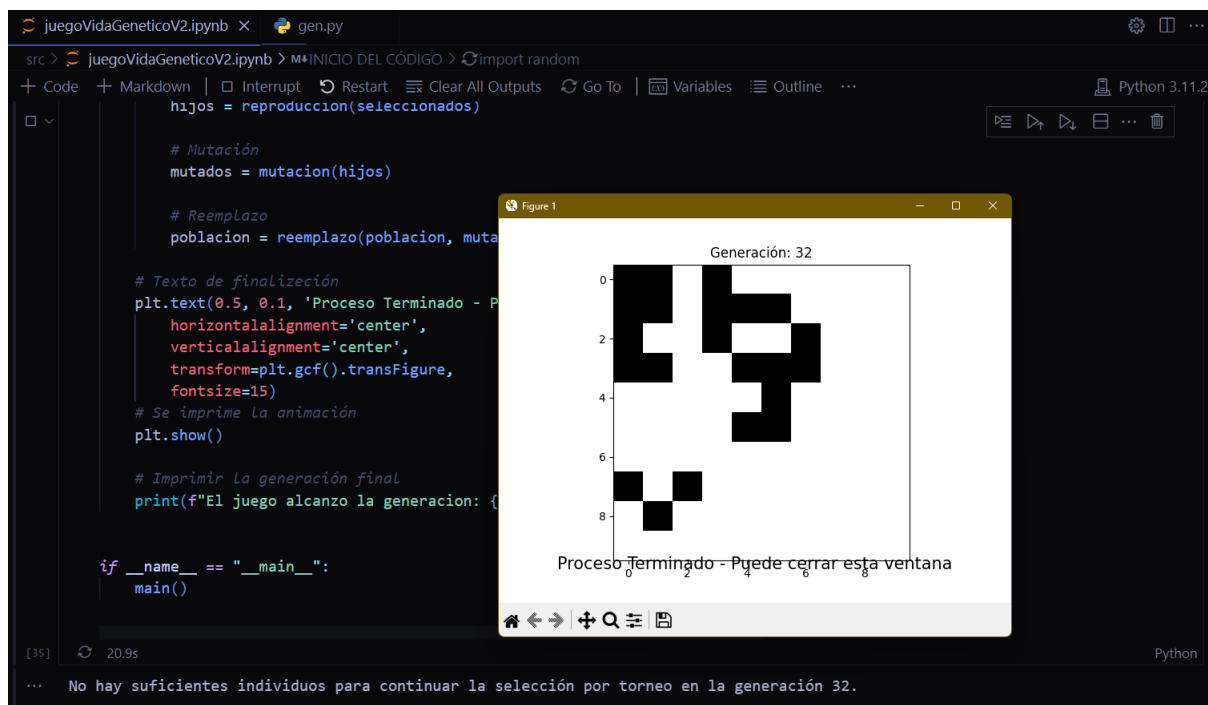 juegoVidaGeneticoV2.ipynb
gen.py
src > juegoVidaGeneticoV2.ipynb > M↓INICIO DEL CÓDIGO > import random
Code Markdown | Interrupt Restart Clear All Outputs Go To | Variables Outline ... Python 3.11.2
hijos = reproduccion(seleccionados)
# Mutación
mutados = mutacion(hijos)
# Reemplazo
poblacion = reemplazo(poblacion, muta
# Texto de finalizeción
plt.text(0.5, 0.1, 'Proceso Terminado - P
horizontalalignment='center',
verticalalignment='center',
transform=plt.gcf().transFigure,
fontsize=15)
# Se imprime la animación
plt.show()
# Imprimir la generación final
print(f"El juego alcanzo la generacion: {
if __name__ == "__main__":
main()
Figure 1
Generación: 32
0
2
4
6
8
0 2 4 6 8
Proceso Terminado - Puede cerrar esta ventana
[35] 20.9s Python
... No hay suficientes individuos para continuar la selección por torneo en la generación 32.